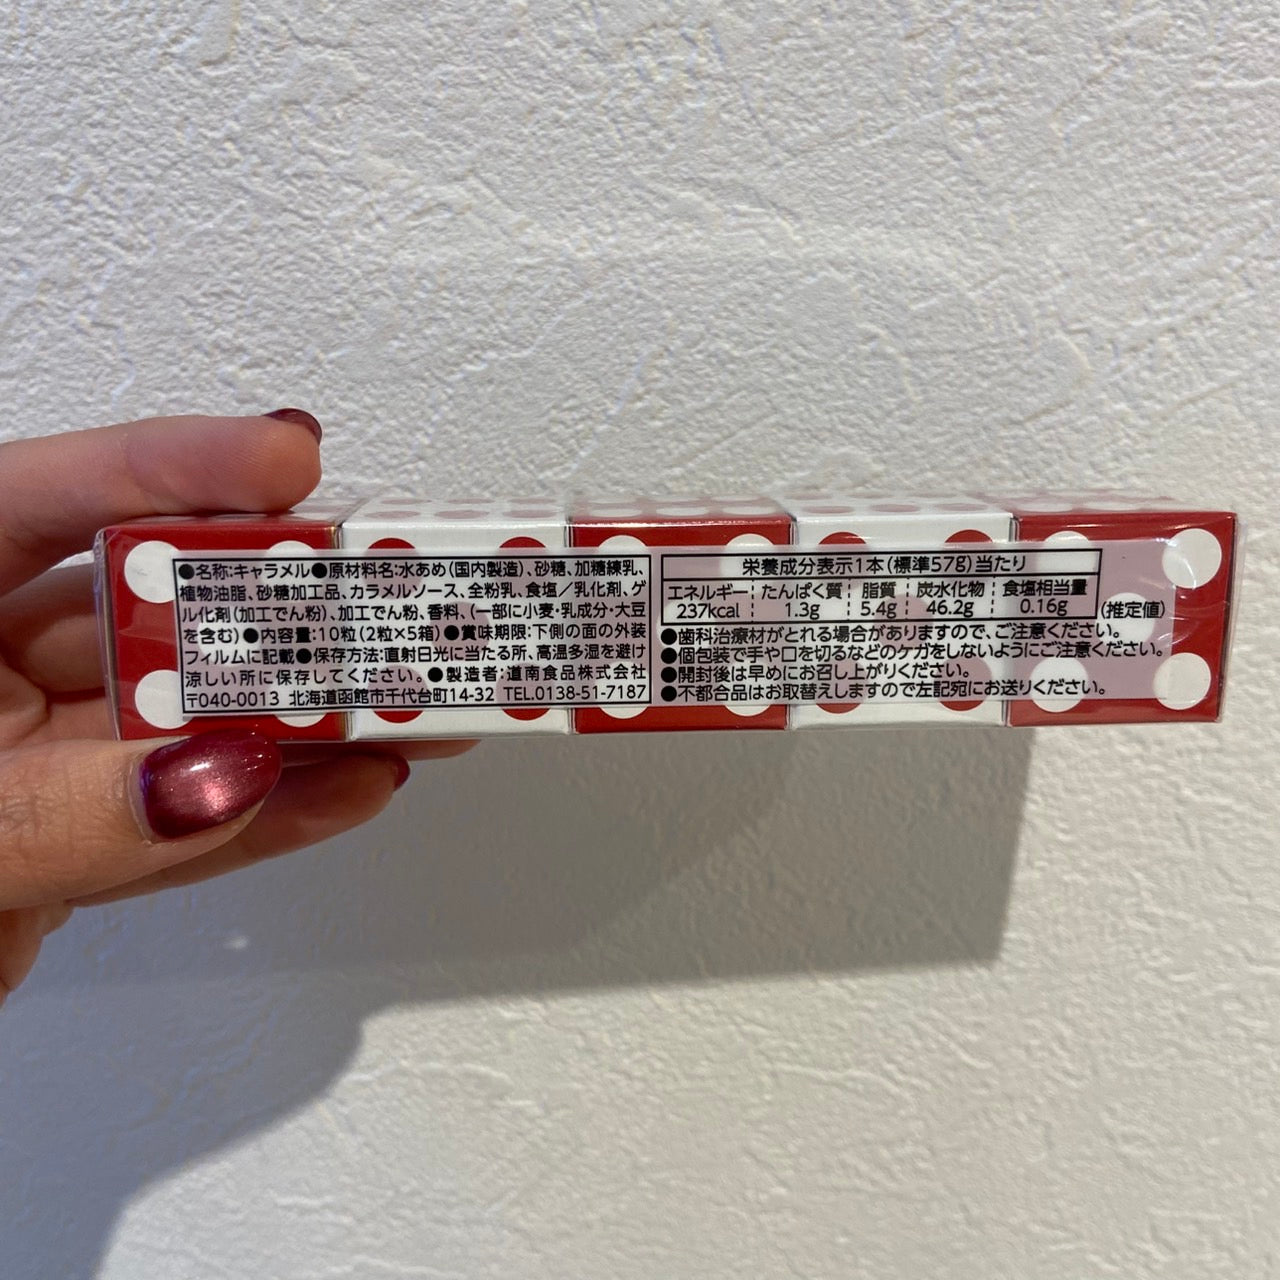 ●名称:キャラメル●原材料名:水あめ(国内製造)、砂糖、加糖練乳、
植物油脂、砂糖加工品、カラメルソース、全粉乳、食塩／乳化剤、ゲ
ル化剤(加工でん粉)、加工でん粉、香料、(一部に小麦・乳成分・大豆
を含む)●内容量:10粒(2粒×5箱)●賞味期限:下側の面の外装
フィルムに記載●保存方法:直射日光に当たる所、高温多湿を避け
涼しい所に保存してください。●製造者:道南食品株式会社
〒040-0013 北海道函館市千代台町14-32 TEL.0138-51-7187
栄養成分表示1本(標準57g)当たり
エネルギー たんぱく質 脂質 炭水化物 食塩相当量
237kcal 1.3g 5.4g 46.2g 0.16g (推定値)
●歯科治療材がとれる場合がありますので、ご注意ください。
●個包装で手や口を切るなどのケガをしないようにご注意ください。
●開封後は早めにお召し上がりください。
●不都合品はお取替えしますので左記宛にお送りください。